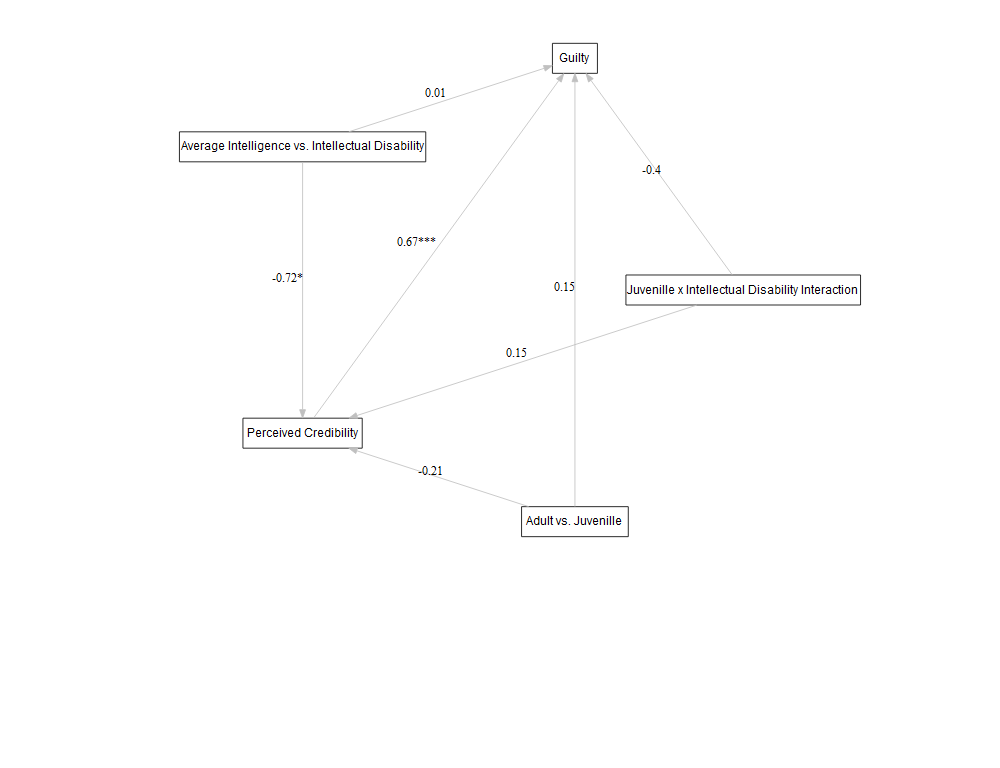 Guilty
0.01
Average Intelligence vs. Intellectual Disability
-0.4
0.67***
-0.72*
0.15
Juvenille x Intellectual Disability Interaction
0.15
Perceived Credibility
-0.21
Adult vs. Juvenille